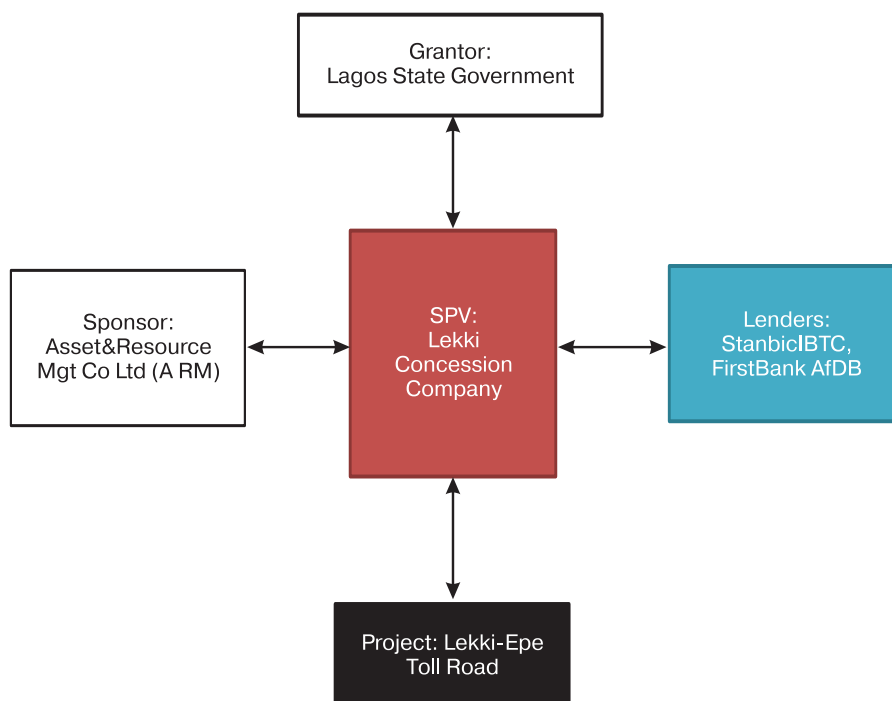 Grantor:
Lagos State Government
Sponsor:
Asset&Resource
Mgt Co Ltd (A RM)
SPV:
Lekki
Concession
Company
Lenders:
StanbicIBTC,
FirstBank AfDB
Project: Lekki-Epe
Toll Road